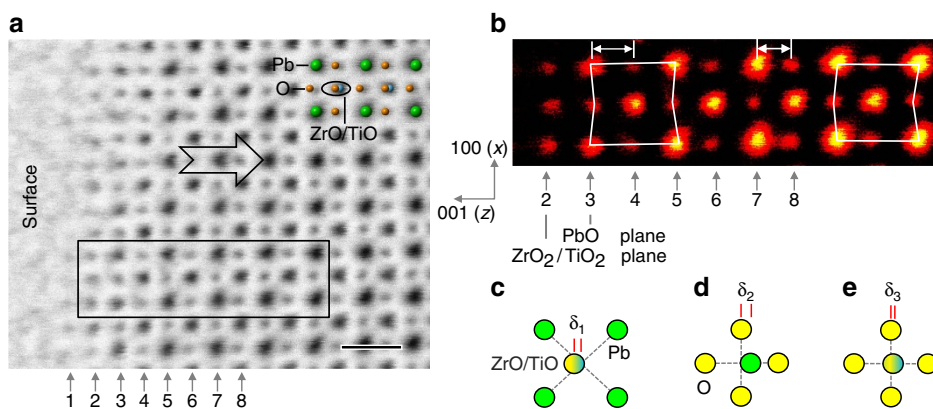 a
Pb
O
ZrO/TiO
Surface
1 2 3 4 5 6 7 8
b
100 (x)
001 (z)
2 3 4 5 6 7 8
PbO plane
ZrO₂/TiO₂ plane
c
δ₁
Pb
ZrO/TiO
d
δ₂
O
e
δ₃